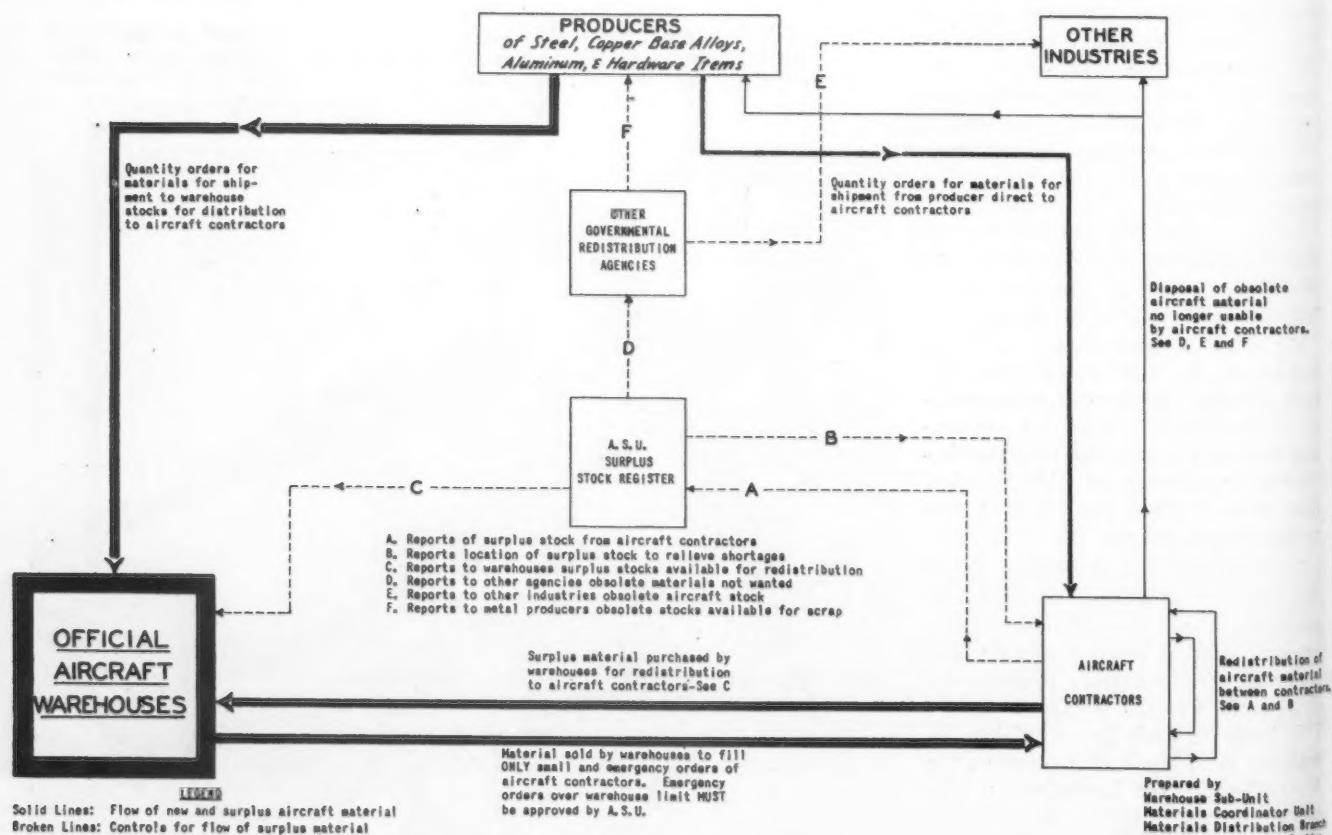 PRODUCERS
of Steel, Copper Base Alloys,
Aluminum, & Hardware Items
OTHER
INDUSTRIES
E
F
Quantity orders for
materials for ship-
ment to warehouse
stocks for distribution
to aircraft contractors
Quantity orders for materials for
shipment from producer direct to
aircraft contractors
OTHER
GOVERNMENTAL
REDISTRIBUTION
AGENCIES
Disposal of obsolete
aircraft material
no longer usable
by aircraft contractors.
See D, E and F
D
A. S. U.
SURPLUS
STOCK REGISTER
B
C
A
A. Reports of surplus stock from aircraft contractors
B. Reports location of surplus stock to relieve shortages
C. Reports to warehouses surplus stocks available for redistribution
D. Reports to other agencies obsolete materials not wanted
E. Reports to other industries obsolete aircraft stock
F. Reports to metal producers obsolete stocks available for scrap
OFFICIAL
AIRCRAFT
WAREHOUSES
Surplus material purchased by
warehouses for redistribution
to aircraft contractors-See C
AIRCRAFT
CONTRACTORS
Redistribution of
aircraft material
between contractors.
See A and B
Material sold by warehouses to fill
ONLY small and emergency orders of
aircraft contractors. Emergency
orders over warehouse limit MUST
be approved by A.S.U.
LEGEND
Solid Lines: Flow of new and surplus aircraft material
Broken Lines: Controls for flow of surplus material
Prepared by
Warehouse Sub-Unit
Materials Coordinator Unit
Materials Distribution Branch